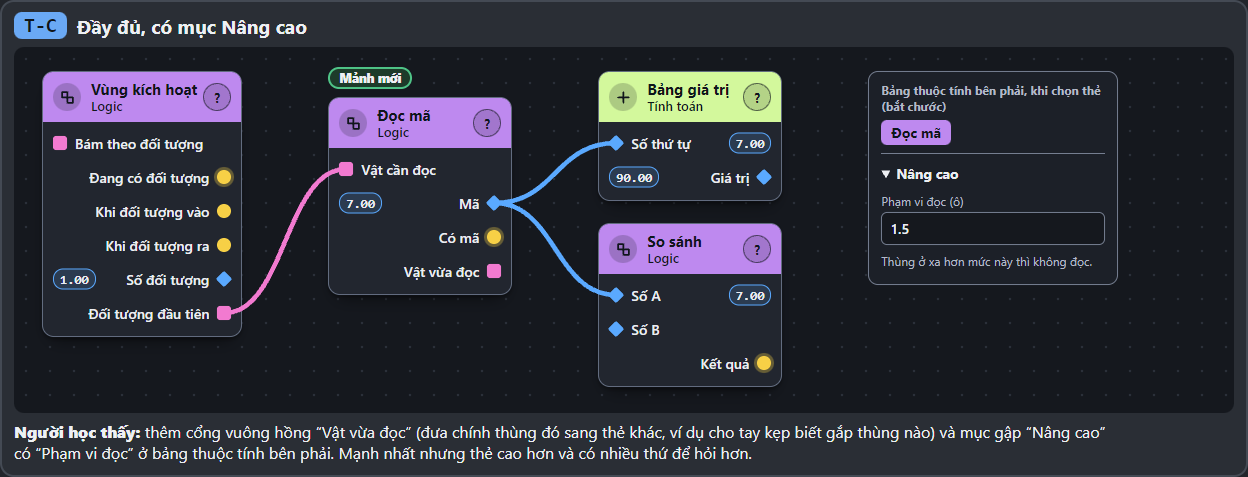 T-C Đầy đủ, có mục Nâng cao
Vùng kích hoạt
Logic
?
Bám theo đối tượng
Đang có đối tượng
Khi đối tượng vào
Khi đối tượng ra
1.00 Số đối tượng
Đối tượng đầu tiên
Mảnh mới
Đọc mã
Logic
?
Vật cần đọc
7.00 Mã
Có mã
Vật vừa đọc
Bảng giá trị
Tính toán
?
Số thứ tự 7.00
90.00 Giá trị
So sánh
Logic
?
Số A 7.00
Số B
Kết quả
Bảng thuộc tính bên phải, khi chọn thẻ
(bắt chước)
Đọc mã
▼ Nâng cao
Phạm vi đọc (ô)
1.5
Thùng ở xa hơn mức này thì không đọc.
Người học thấy: thêm cổng vuông hồng “Vật vừa đọc” (đưa chính thùng đó sang thẻ khác, ví dụ cho tay kẹp biết gắp thùng nào) và mục gập “Nâng cao”
có “Phạm vi đọc” ở bảng thuộc tính bên phải. Mạnh nhất nhưng thẻ cao hơn và có nhiều thứ để hỏi hơn.